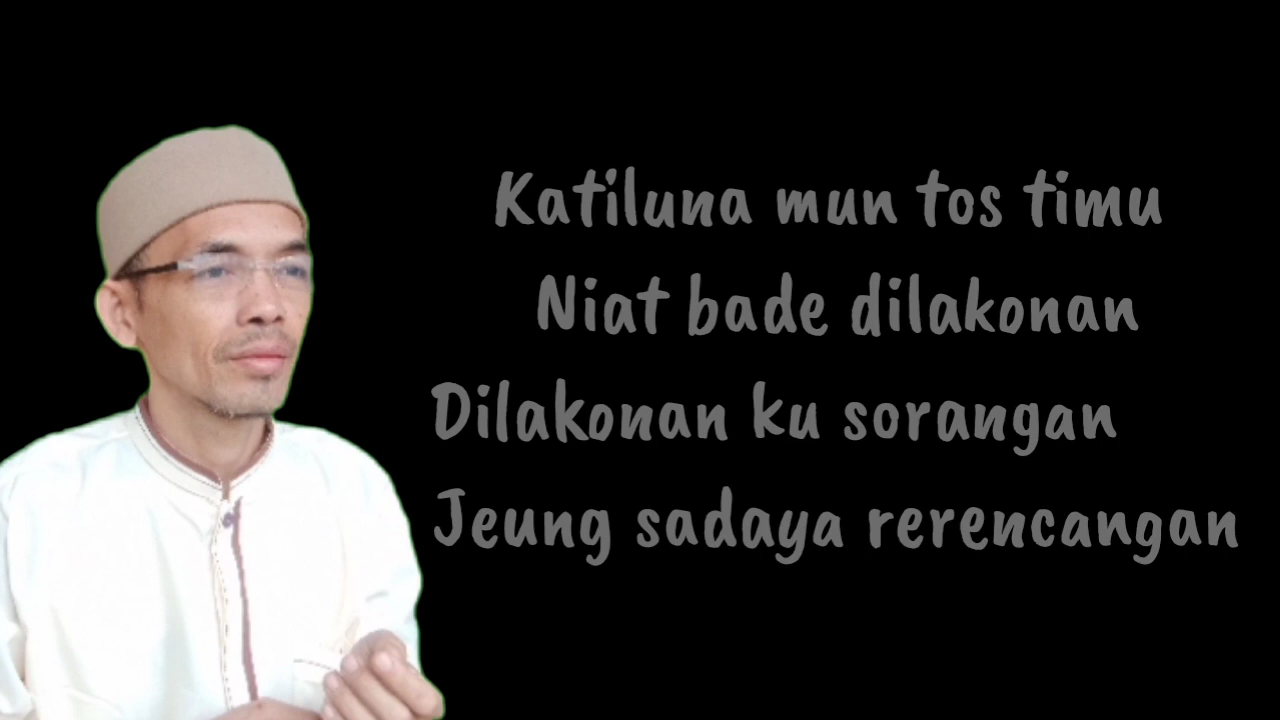 Katiluna mun tos timu
Niat bade dilakonan
Dilakonan ku sorangan
Jeung sadaya rerencangan